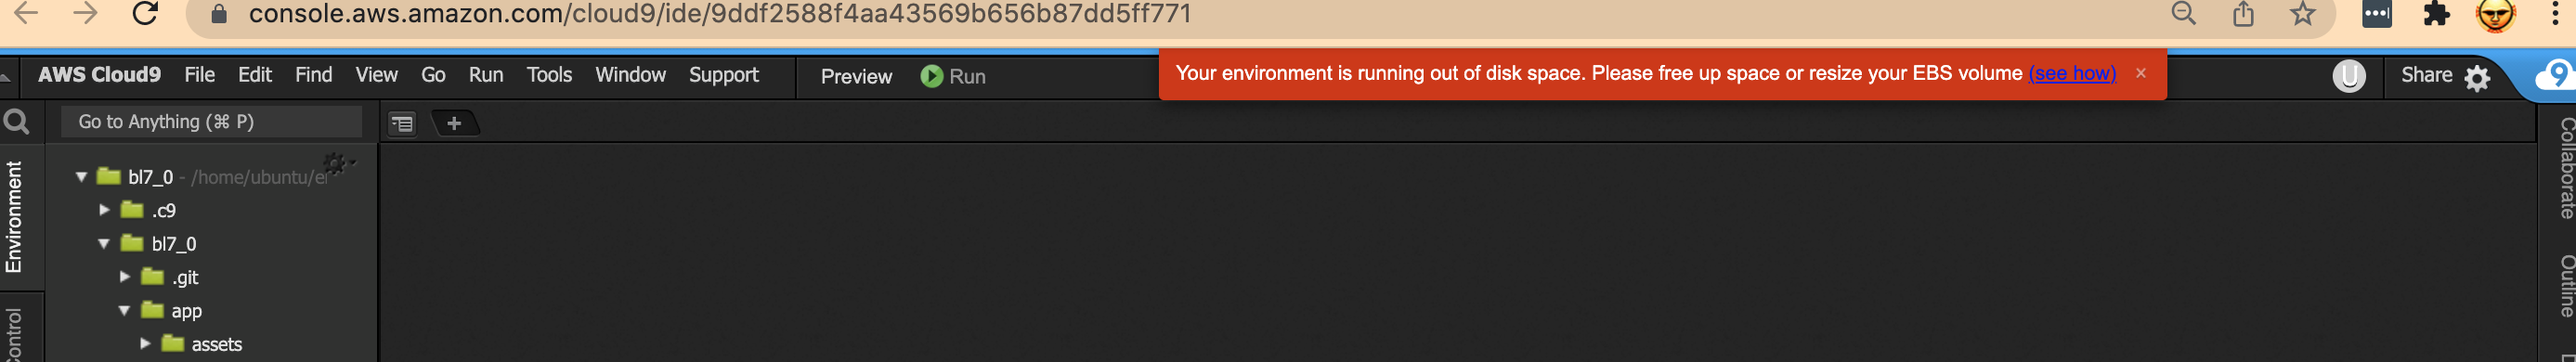 console.aws.amazon.com/cloud9/ide/9ddf2588f4aa43569b656b87dd5ff771
AWS Cloud9 File Edit Find View Go Run Tools Window Support Preview Run
Your environment is running out of disk space. Please free up space or resize your EBS volume (see how) ×
U Share 9
Go to Anything (⌘ P) +
Environment
bl7_0 - /home/ubuntu/e
.c9
bl7_0
.git
app
assets
Collaborate
Outline